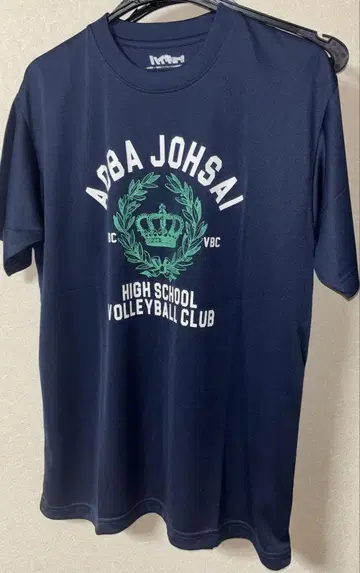 AOBA JOHSAI
VBC VBC
HIGH SCHOOL
VOLLEYBALL CLUB